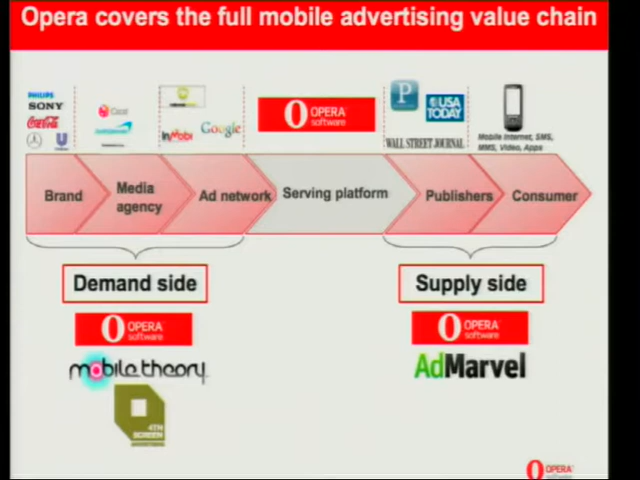 Opera covers the full mobile advertising value chain
PHILIPS
SONY
Coca-Cola
InMobi
Google
OPERA
software
P
USA
TODAY
WALL STREET JOURNAL
Mobile Internet, SMS,
MMS, Video, Apps
Brand
Media
agency
Ad network
Serving platform
Publishers
Consumer
Demand side
Supply side
OPERA
software
OPERA
software
mobile theory
AdMarvel
4TH
SCREEN
OPERA
software